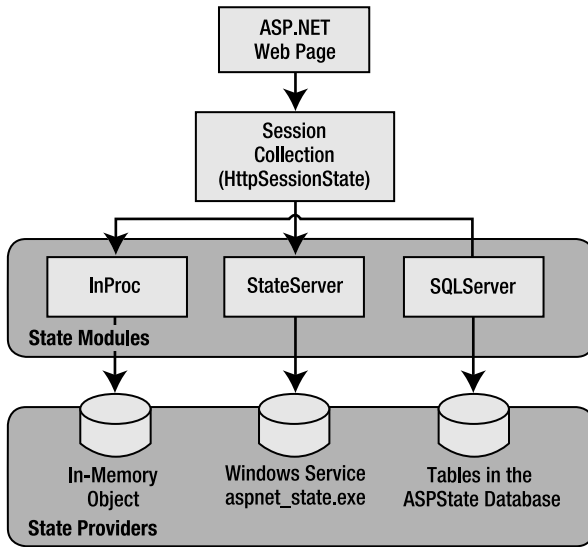 ASP.NET
Web Page
Session
Collection
(HttpSessionState)
InProc
StateServer
SQLServer
State Modules
In-Memory
Object
Windows Service
aspnet_state.exe
Tables in the
ASPState Database
State Providers